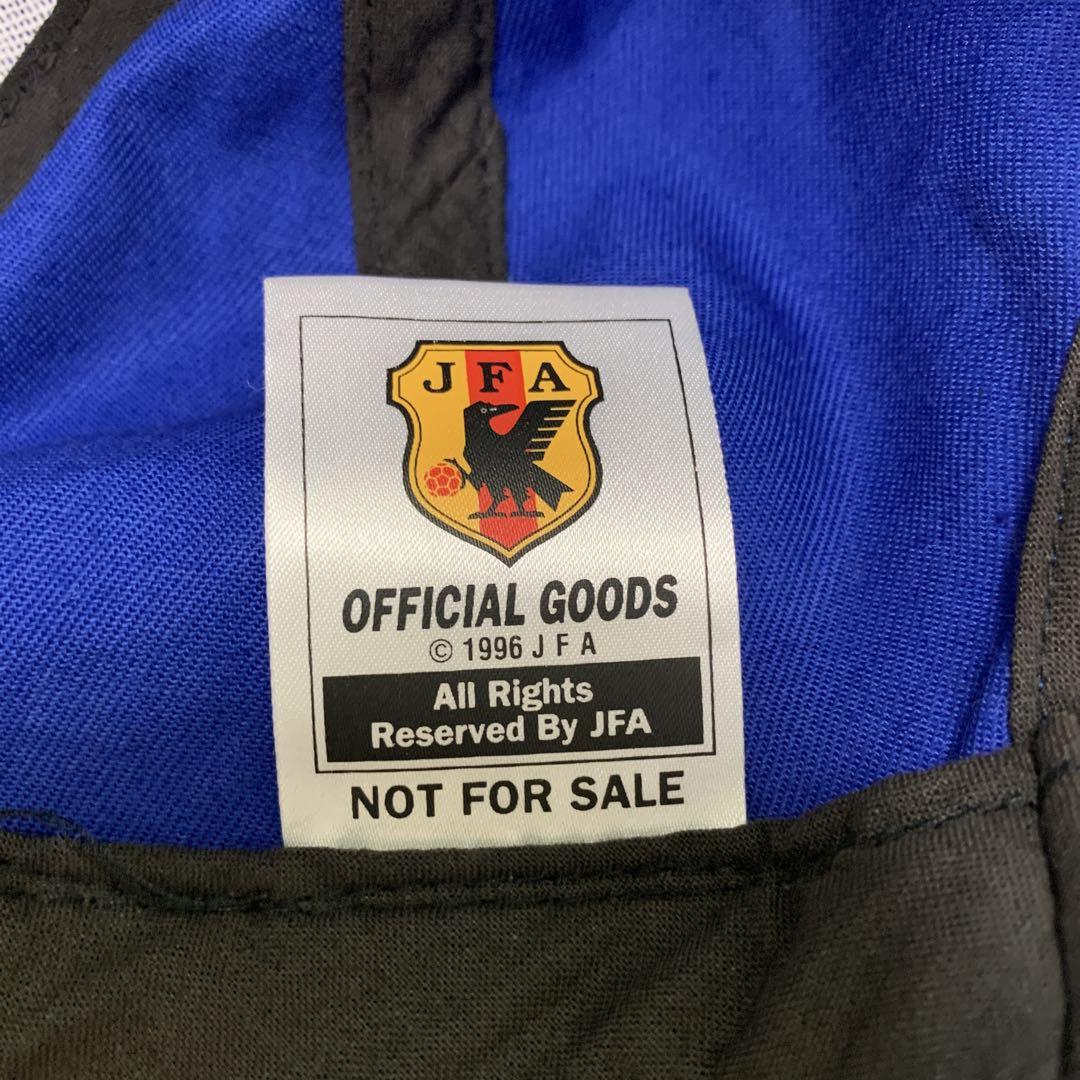 JFA
OFFICIAL GOODS
© 1996 J F A
All Rights
Reserved By JFA
NOT FOR SALE